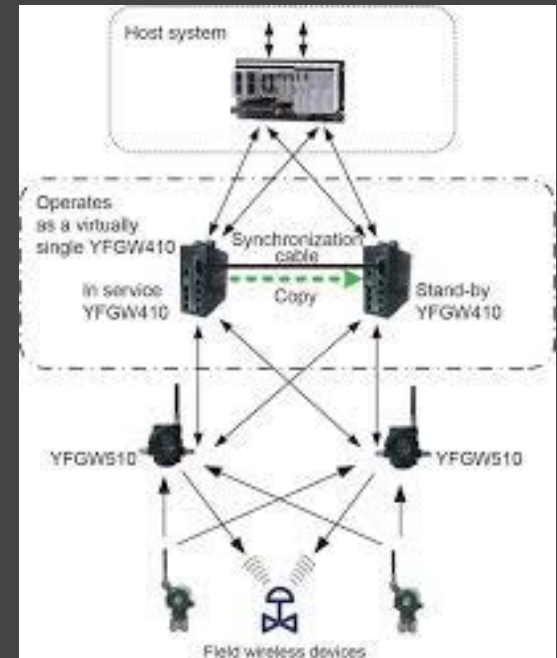 Host system
Operates
as a virtually
single YFGW410
Synchronization
cable
Copy
In service
YFGW410
Stand-by
YFGW410
YFGW510
YFGW510
Field wireless devices